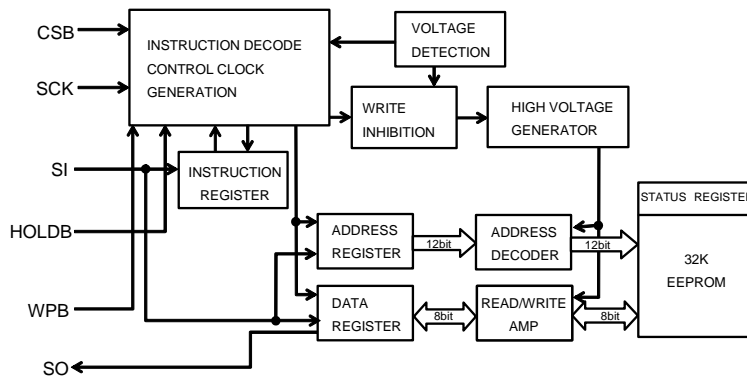 CSB
SCK
SI
HOLDB
WPB
SO
INSTRUCTION DECODE
CONTROL CLOCK
GENERATION
VOLTAGE
DETECTION
WRITE
INHIBITION
HIGH VOLTAGE
GENERATOR
INSTRUCTION
REGISTER
ADDRESS
REGISTER
12bit
ADDRESS
DECODER
12bit
DATA
REGISTER
8bit
READ/WRITE
AMP
8bit
STATUS REGISTER
32K
EEPROM